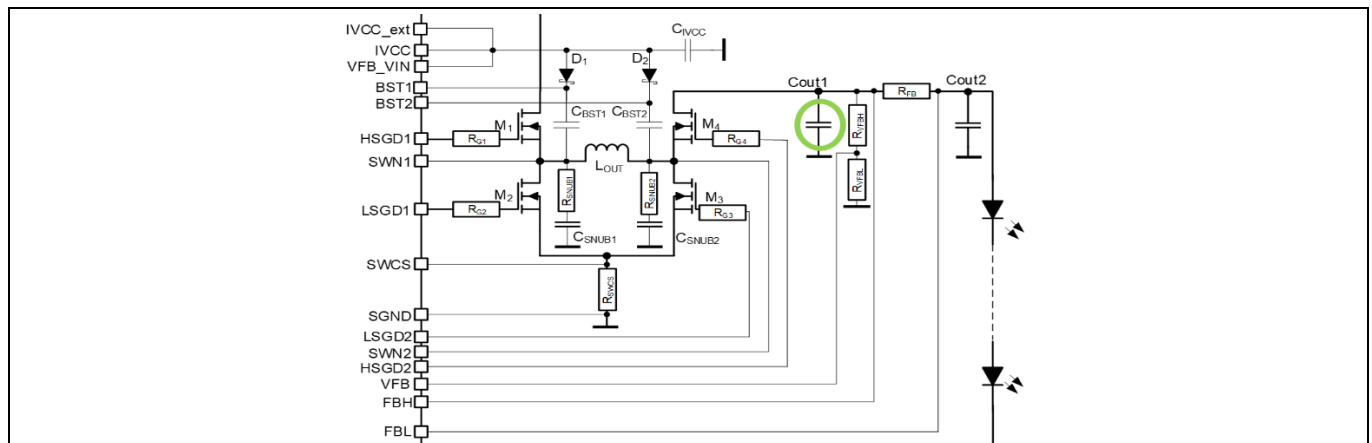 IVCC_ext
IVCC
VFB_VIN
BST1
BST2
HSGD1
SWN1
LSGD1
SWCS
SGND
LSGD2
SWN2
HSGD2
VFB
FBH
FBL
CIVCC
D1
D2
CBST1
CBST2
M1
M4
RG1
RG4
LOUT
M2
M3
RG2
RG3
RSNUB1
RSNUB2
CSNUB1
CSNUB2
RSWCS
Cout1
RFB
Cout2
RVFBH
RVFBL